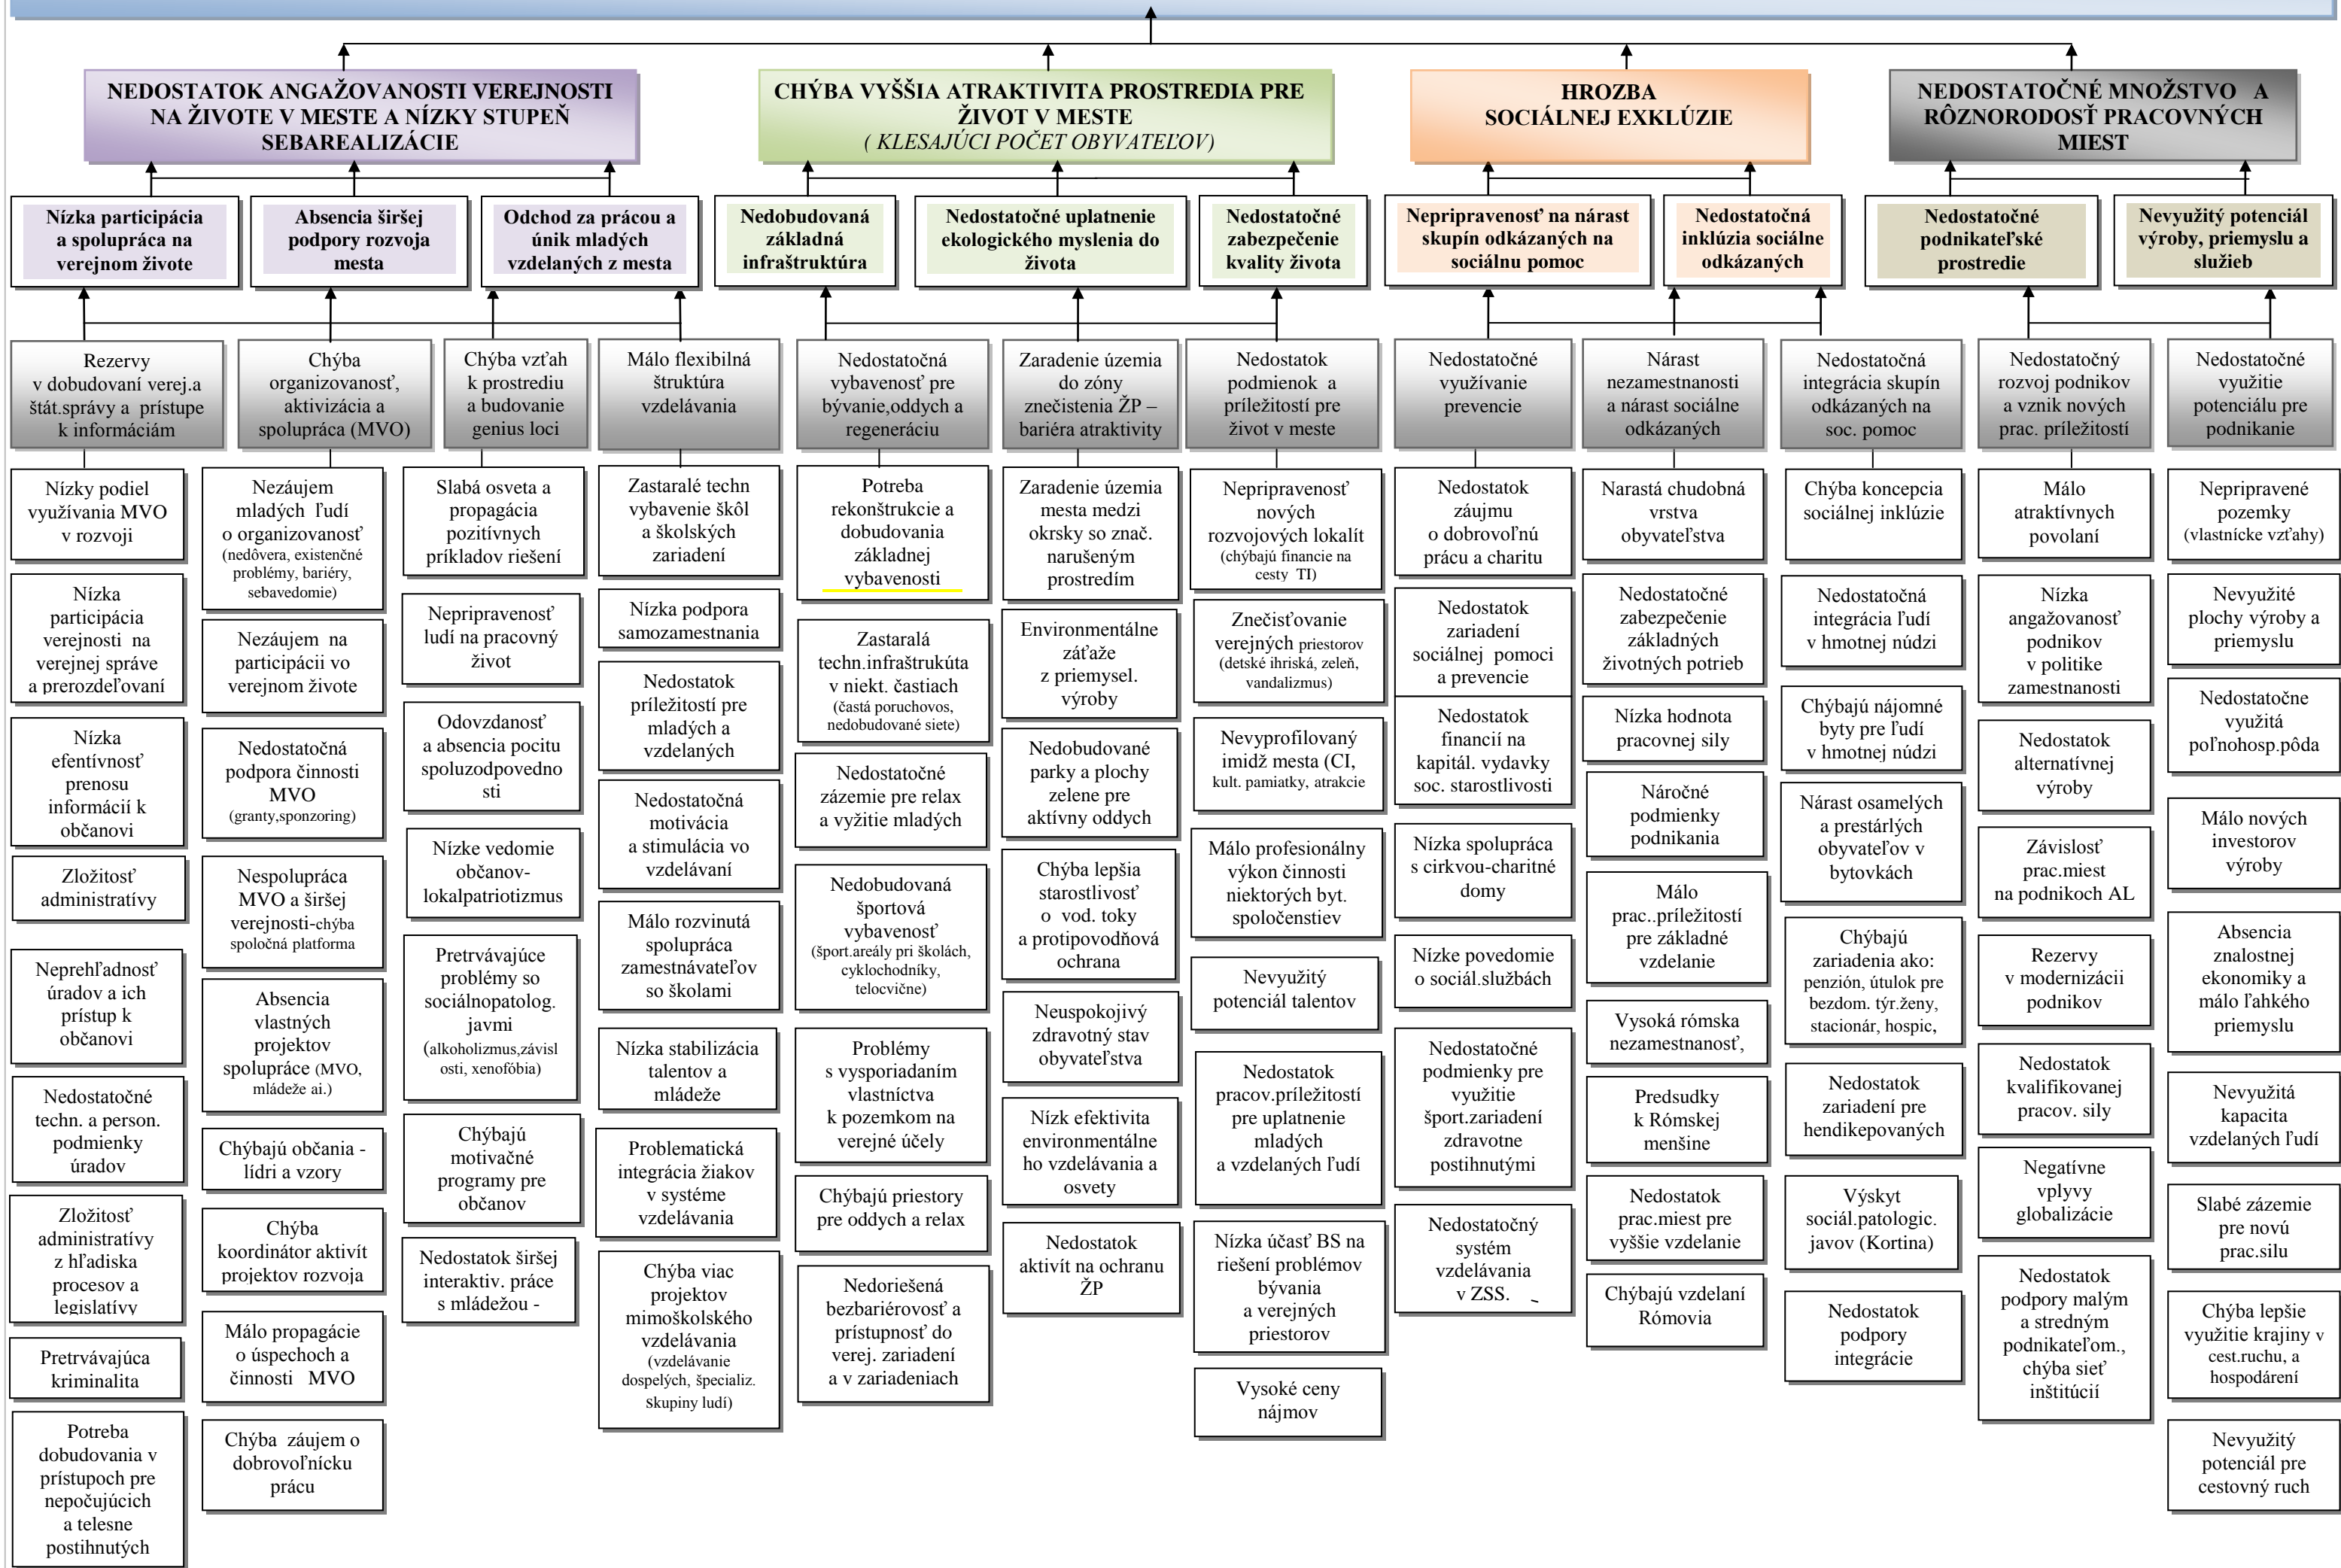 NEDOSTATOK ANGAŽOVANOSTI VEREJNOSTI
NA ŽIVOTE V MESTE A NÍZKY STUPEŇ
SEBAREALIZÁCIE
CHÝBA VYŠŠIA ATRAKTIVITA PROSTREDIA PRE
ŽIVOT V MESTE
( KLESAJÚCI POČET OBYVATEĽOV)
HROZBA
SOCIÁLNEJ EXKLÚZIE
NEDOSTATOČNÉ MNOŽSTVO A
RÔZNORODOSŤ PRACOVNÝCH
MIEST
Nízka participácia
a spolupráca na
verejnom živote
Absencia širšej
podpory rozvoja
mesta
Odchod za prácou a
únik mladých
vzdelaných z mesta
Nedobudovaná
základná
infraštruktúra
Nedostatočné uplatnenie
ekologického myslenia do
života
Nedostatočné
zabezpečenie
kvality života
Nepripravenosť na nárast
skupín odkázaných na
sociálnu pomoc
Nedostatočná
inklúzia sociálne
odkázaných
Nedostatočné
podnikateľské
prostredie
Nevyužitý potenciál
výroby, priemyslu a
služieb
Rezervy
v dobudovaní verej.a
štát.správy a prístupe
k informáciám
Chýba
organizovanosť,
aktivizácia a
spolupráca (MVO)
Chýba vzťah
k prostrediu
a budovanie
genius loci
Málo flexibilná
štruktúra
vzdelávania
Nedostatočná
vybavenosť pre
bývanie,oddych a
regeneráciu
Zaradenie územia
do zóny
znečistenia ŽP –
bariéra atraktivity
Nedostatok
podmienok a
príležitostí pre
život v meste
Nedostatočné
využívanie
prevencie
Nárast
nezamestnanosti
a nárast sociálne
odkázaných
Nedostatočná
integrácia skupín
odkázaných na
soc. pomoc
Nedostatočný
rozvoj podnikov
a vznik nových
prac. príležitostí
Nedostatočné
využitie
potenciálu pre
podnikanie
Nízky podiel
využívania MVO
v rozvoji
Nízka
participácia
verejnosti na
verejnej správe
a prerozdeľovaní
Nízka
efentívnosť
prenosu
informácií k
občanovi
Zložitosť
administratívy
Neprehľadnosť
úradov a ich
prístup k
občanovi
Nedostatočné
techn. a person.
podmienky
úradov
Zložitosť
administratívy
z hľadiska
procesov a
legislatívy
Pretrvávajúca
kriminalita
Potreba
dobudovania v
prístupoch pre
nepočujúcich
a telesne
postihnutých
Nezáujem
mladých ľudí
o organizovanosť
(nedôvera, existenčné
problémy, bariéry,
sebavedomie)
Nezáujem na
participácii vo
verejnom živote
Nedostatočná
podpora činnosti
MVO
(granty,sponzoring)
Nespolupráca
MVO a širšej
verejnosti-chýba
spoločná platforma
Absencia
vlastných
projektov
spolupráce (MVO,
mládeže ai.)
Chýbajú občania -
lídri a vzory
Chýba
koordinátor aktivít
projektov rozvoja
Málo propagácie
o úspechoch a
činnosti MVO
Chýba záujem o
dobrovoľnícku
prácu
Slabá osveta a
propagácia
pozitívnych
príkladov riešení
Nepripravenosť
ludí na pracovný
život
Odovzdanosť
a absencia pocitu
spoluzodpovedno
sti
Nízke vedomie
občanov-
lokalpatriotizmus
Pretrvávajúce
problémy so
sociálnopatolog.
javmi
(alkoholizmus,závisl
osti, xenofóbia)
Chýbajú
motivačné
programy pre
občanov
Nedostatok širšej
interaktiv. práce
s mládežou -
Zastaralé techn
vybavenie škôl
a školských
zariadení
Nízka podpora
samozamestnania
Nedostatok
príležitostí pre
mladých a
vzdelaných
Nedostatočná
motivácia
a stimulácia vo
vzdelávaní
Málo rozvinutá
spolupráca
zamestnávateľov
so školami
Nízka stabilizácia
talentov a
mládeže
Problematická
integrácia žiakov
v systéme
vzdelávania
Chýba viac
projektov
mimoškolského
vzdelávania
(vzdelávanie
dospelých, špecializ.
skupiny ludí)
Potreba
rekonštrukcie a
dobudovania
základnej
vybavenosti
Zastaralá
techn.infraštrukúta
v niekt. častiach
(častá poruchovos,
nedobudované siete)
Nedostatočné
zázemie pre relax
a vyžitie mladých
Nedobudovaná
športová
vybavenosť
(šport.areály pri školách,
cyklochodníky,
telocvične)
Problémy
s vysporiadaním
vlastníctva
k pozemkom na
verejné účely
Chýbajú priestory
pre oddych a relax
Nedoriešená
bezbariérovosť a
prístupnosť do
verej. zariadení
a v zariadeniach
Zaradenie územia
mesta medzi
okrsky so znač.
narušeným
prostredím
Environmentálne
záťaže
z priemysel.
výroby
Nedobudované
parky a plochy
zelene pre
aktívny oddych
Chýba lepšia
starostlivosť
o vod. toky
a protipovodňová
ochrana
Neuspokojivý
zdravotný stav
obyvateľstva
Nízk efektivita
environmentálne
ho vzdelávania a
osvety
Nedostatok
aktivít na ochranu
ŽP
Nepripravenosť
nových
rozvojových lokalít
(chýbajú financie na
cesty TI)
Znečisťovanie
verejných priestorov
(detské ihriská, zeleň,
vandalizmus)
Nevyprofilovaný
imidž mesta (CI,
kult. pamiatky, atrakcie
Málo profesionálny
výkon činnosti
niektorých byt.
spoločenstiev
Nevyužitý
potenciál talentov
Nedostatok
pracov.príležitostí
pre uplatnenie
mladých
a vzdelaných ľudí
Nízka účasť BS na
riešení problémov
bývania
a verejných
priestorov
Vysoké ceny
nájmov
Nedostatok
záujmu
o dobrovoľnú
prácu a charitu
Nedostatok
zariadení
sociálnej pomoci
a prevencie
Nedostatok
financií na
kapitál. vydavky
soc. starostlivosti
Nízka spolupráca
s cirkvou-charitné
domy
Nízke povedomie
o sociál.službách
Nedostatočné
podmienky pre
využitie
šport.zariadení
zdravotne
postihnutými
Nedostatočný
systém
vzdelávania
v ZSS.
Narastá chudobná
vrstva
obyvateľstva
Nedostatočné
zabezpečenie
základných
životných potrieb
Nízka hodnota
pracovnej sily
Náročné
podmienky
podnikania
Málo
prac..príležitostí
pre základné
vzdelanie
Vysoká rómska
nezamestnanosť,
Predsudky
k Rómskej
menšine
Nedostatok
prac.miest pre
vyššie vzdelanie
Chýbajú vzdelaní
Rómovia
Chýba koncepcia
sociálnej inklúzie
Nedostatočná
integrácia ľudí
v hmotnej núdzi
Chýbajú nájomné
byty pre ľudí
v hmotnej núdzi
Nárast osamelých
a prestárlých
obyvateľov v
bytovkách
Chýbajú
zariadenia ako:
penzión, útulok pre
bezdom. týr.ženy,
stacionár, hospic,
Nedostatok
zariadení pre
hendikepovaných
Výskyt
sociál.patologic.
javov (Kortina)
Nedostatok
podpory
integrácie
Málo
atraktívnych
povolaní
Nízka
angažovanosť
podnikov
v politike
zamestnanosti
Nedostatok
alternatívnej
výroby
Závislosť
prac.miest
na podnikoch AL
Rezervy
v modernizácii
podnikov
Nedostatok
kvalifikovanej
pracov. sily
Negatívne
vplyvy
globalizácie
Nedostatok
podpory malým
a stredným
podnikateľom.,
chýba sieť
inštitúcií
Nepripravené
pozemky
(vlastnícke vzťahy)
Nevyužité
plochy výroby a
priemyslu
Nedostatočne
využitá
poľnohosp.pôda
Málo nových
investorov
výroby
Absencia
znalostnej
ekonomiky a
málo ľahkého
priemyslu
Nevyužitá
kapacita
vzdelaných ľudí
Slabé zázemie
pre novú
prac.silu
Chýba lepšie
využitie krajiny v
cest.ruchu, a
hospodárení
Nevyužitý
potenciál pre
cestovný ruch